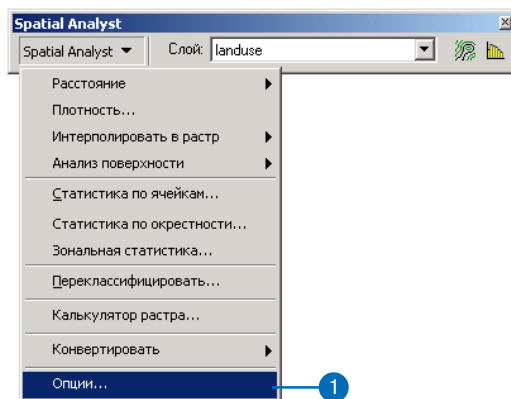 Spatial Analyst
Spatial Analyst Слой: landuse
Расстояние
Плотность...
Интерполировать в растр
Анализ поверхности
Статистика по ячейкам...
Статистика по окрестности...
Зональная статистика...
Переклассифицировать...
Калькулятор растра...
Конвертировать
Опции... 1